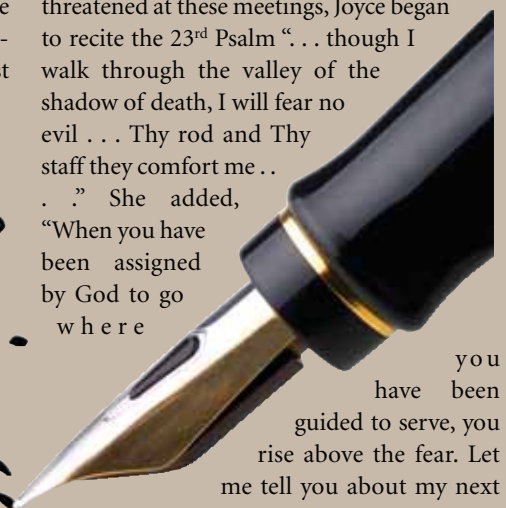 e
-
st
threatened at these meetings, Joyce began
to recite the 23rd Psalm “. . . though I
walk through the valley of the
shadow of death, I will fear no
evil . . . Thy rod and Thy
staff they comfort me . .
. .” She added,
“When you have
been assigned
by God to go
where
you
have been
guided to serve, you
rise above the fear. Let
me tell you about my next